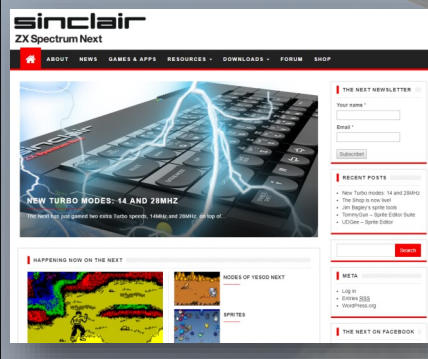 sinclair
ZX Spectrum Next
ABOUT NEWS GAMES & APPS RESOURCES DOWNLOADS FORUM SHOP
NEW TURBO MODES: 14 AND 28MHZ
The Next has just gained two extra Turbo speeds, 14MHz and 28MHz, on top of...
HAPPENING NOW ON THE NEXT
NODES OF YESOD NEXT
SPRITES
THE NEXT NEWSLETTER
Your name *
Email *
Subscribe!
RECENT POSTS
New Turbo modes: 14 and 28MHz
The Shop is now live!
Jim Bagley's sprite tools
TommyGun – Sprite Editor Suite
UDGee – Sprite Editor
Search
META
Log in
Entries RSS
WordPress.org
THE NEXT ON FACEBOOK